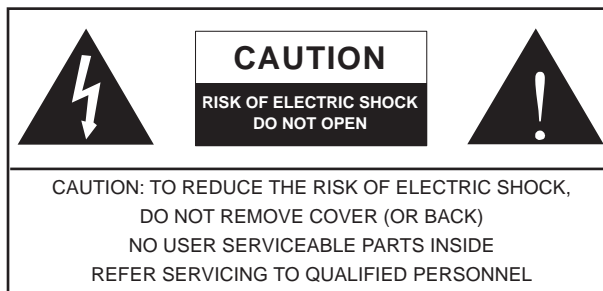 CAUTION
RISK OF ELECTRIC SHOCK
DO NOT OPEN
!
CAUTION: TO REDUCE THE RISK OF ELECTRIC SHOCK,
DO NOT REMOVE COVER (OR BACK)
NO USER SERVICEABLE PARTS INSIDE
REFER SERVICING TO QUALIFIED PERSONNEL